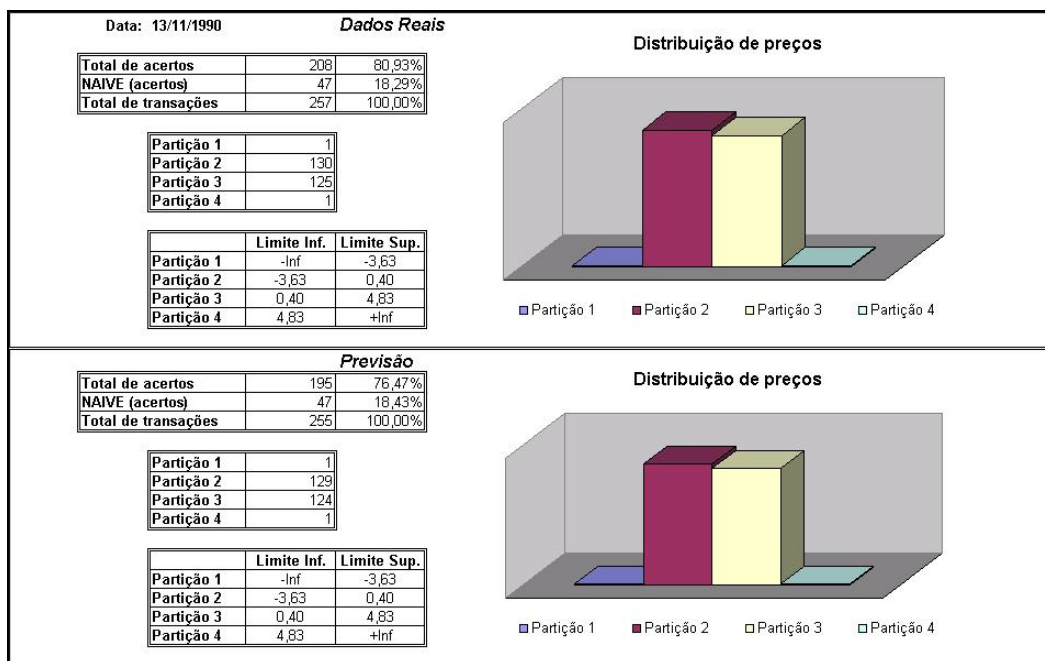 Data: 13/11/1990 Dados Reais
Total de acertos 208 80,93%
NAIVE (acertos) 47 18,29%
Total de transações 257 100,00%
Partição 1 1
Partição 2 130
Partição 3 125
Partição 4 1
Limite Inf. Limite Sup.
Partição 1 -Inf -3,63
Partição 2 -3,63 0,40
Partição 3 0,40 4,83
Partição 4 4,83 +Inf
Distribuição de preços
Partição 1 Partição 2 Partição 3 Partição 4
Previsão
Total de acertos 195 76,47%
NAIVE (acertos) 47 18,43%
Total de transações 255 100,00%
Partição 1 1
Partição 2 129
Partição 3 124
Partição 4 1
Limite Inf. Limite Sup.
Partição 1 -Inf -3,63
Partição 2 -3,63 0,40
Partição 3 0,40 4,83
Partição 4 4,83 +Inf
Distribuição de preços
Partição 1 Partição 2 Partição 3 Partição 4